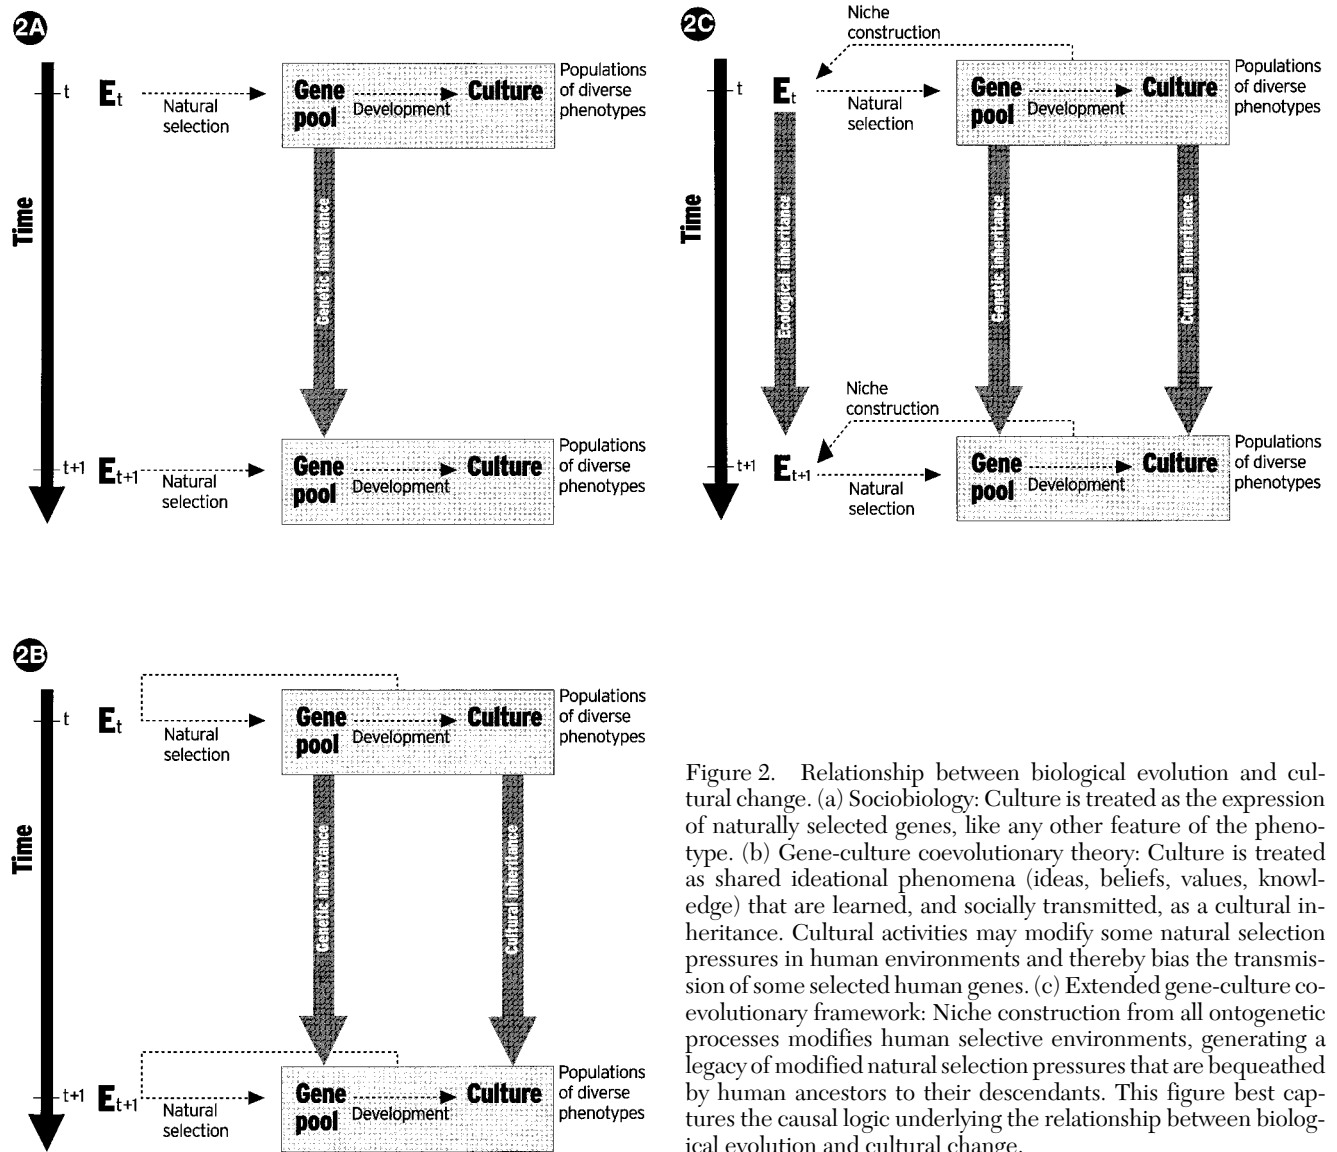 2A
t
Et
Natural
selection
Gene
pool
Development
Culture
Populations
of diverse
phenotypes
Time
Genetic inheritance
t+1
Et+1
Natural
selection
Gene
pool
Development
Culture
Populations
of diverse
phenotypes
2C
Niche
construction
t
Et
Natural
selection
Gene
pool
Development
Culture
Populations
of diverse
phenotypes
Time
Ecological inheritance
Genetic inheritance
Cultural inheritance
Niche
construction
t+1
Et+1
Natural
selection
Gene
pool
Development
Culture
Populations
of diverse
phenotypes
2B
t
Et
Natural
selection
Gene
pool
Development
Culture
Populations
of diverse
phenotypes
Time
Genetic inheritance
Cultural inheritance
t+1
Et+1
Natural
selection
Gene
pool
Development
Culture
Populations
of diverse
phenotypes
Figure 2. Relationship between biological evolution and cul-
tural change. (a) Sociobiology: Culture is treated as the expression
of naturally selected genes, like any other feature of the pheno-
type. (b) Gene-culture coevolutionary theory: Culture is treated
as shared ideational phenomena (ideas, beliefs, values, knowl-
edge) that are learned, and socially transmitted, as a cultural in-
heritance. Cultural activities may modify some natural selection
pressures in human environments and thereby bias the transmis-
sion of some selected human genes. (c) Extended gene-culture co-
evolutionary framework: Niche construction from all ontogenetic
processes modifies human selective environments, generating a
legacy of modified natural selection pressures that are bequeathed
by human ancestors to their descendants. This figure best cap-
tures the causal logic underlying the relationship between biolog-
ical evolution and cultural change.